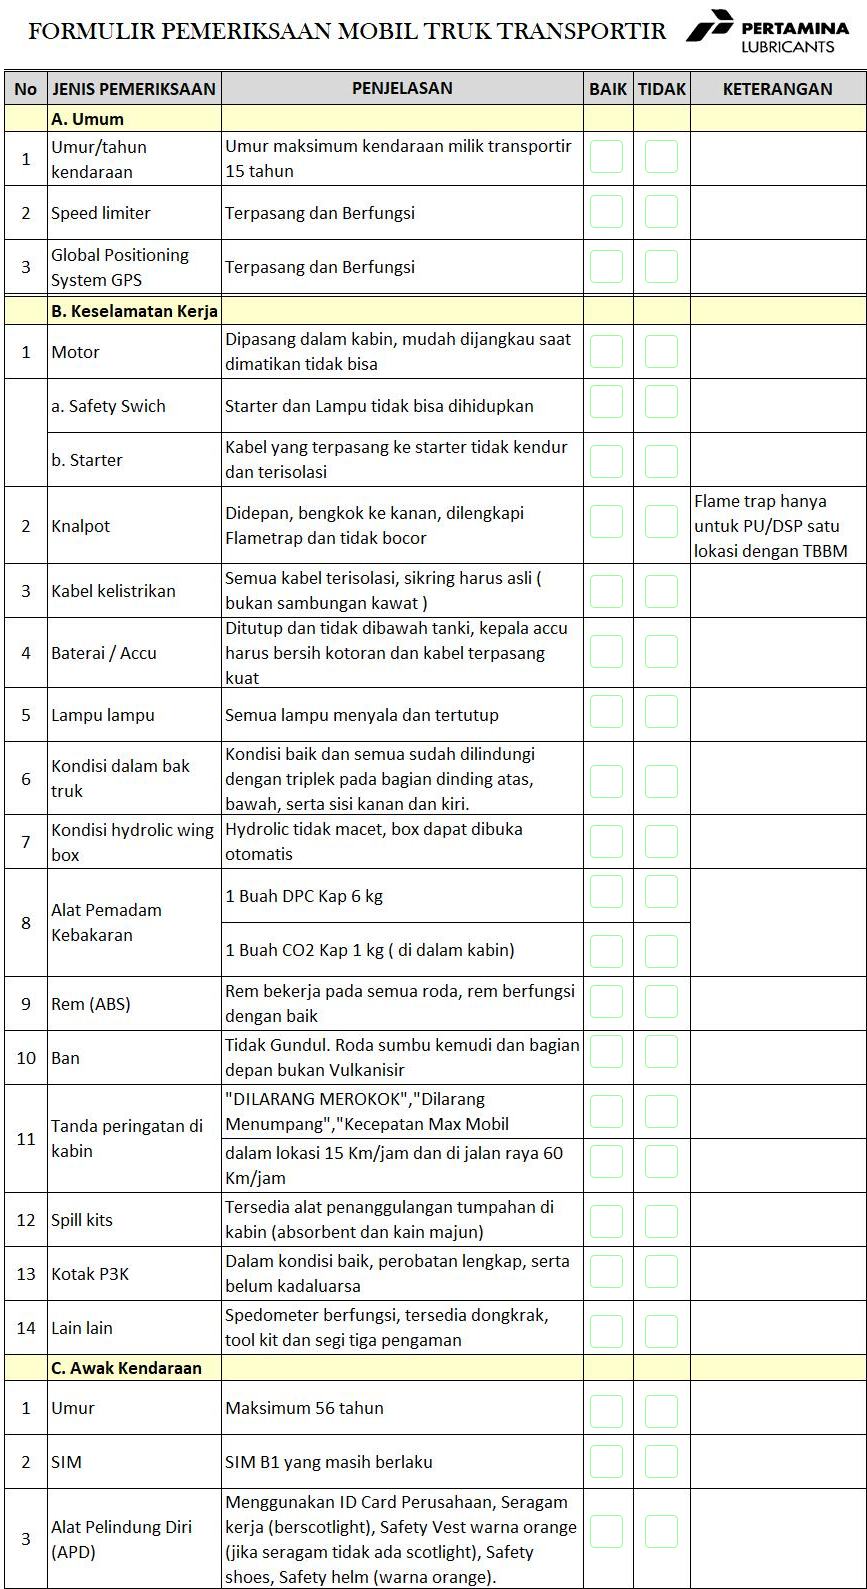 FORMULIR PEMERIKSAAN MOBIL TRUK TRANSPORTIR
PERTAMINA
LUBRICANTS
No JENIS PEMERIKSAAN PENJELASAN BAIK TIDAK KETERANGAN
A. Umum
1 Umur/tahun kendaraan Umur maksimum kendaraan milik transportir
15 tahun
2 Speed limiter Terpasang dan Berfungsi
3 Global Positioning
System GPS Terpasang dan Berfungsi
B. Keselamatan Kerja
1 Motor Dipasang dalam kabin, mudah dijangkau saat
dimatikan tidak bisa
a. Safety Swich Starter dan Lampu tidak bisa dihidupkan
b. Starter Kabel yang terpasang ke starter tidak kendur
dan terisolasi
2 Knalpot Didepan, bengkok ke kanan, dilengkapi
Flametrap dan tidak bocor
Flame trap hanya
untuk PU/DSP satu
lokasi dengan TBBM
3 Kabel kelistrikan Semua kabel terisolasi, sikring harus asli (
bukan sambungan kawat )
4 Baterai / Accu Ditutup dan tidak dibawah tanki, kepala accu
harus bersih kotoran dan kabel terpasang
kuat
5 Lampu lampu Semua lampu menyala dan tertutup
6 Kondisi dalam bak
truk
Kondisi baik dan semua sudah dilindungi
dengan triplek pada bagian dinding atas,
bawah, serta sisi kanan dan kiri.
7 Kondisi hydrolic wing
box
Hydrolic tidak macet, box dapat dibuka
otomatis
8 Alat Pemadam
Kebakaran
1 Buah DPC Kap 6 kg
1 Buah CO2 Kap 1 kg ( di dalam kabin)
9 Rem (ABS) Rem bekerja pada semua roda, rem berfungsi
dengan baik
10 Ban Tidak Gundul. Roda sumbu kemudi dan bagian
depan bukan Vulkanisir
11 Tanda peringatan di
kabin
"DILARANG MEROKOK","Dilarang
Menumpang","Kecepatan Max Mobil
dalam lokasi 15 Km/jam dan di jalan raya 60
Km/jam
12 Spill kits Tersedia alat penanggulangan tumpahan di
kabin (absorbent dan kain majun)
13 Kotak P3K Dalam kondisi baik, perobatan lengkap, serta
belum kadaluarsa
14 Lain lain Spedometer berfungsi, tersedia dongkrak,
tool kit dan segi tiga pengaman
C. Awak Kendaraan
1 Umur Maksimum 56 tahun
2 SIM SIM B1 yang masih berlaku
3 Alat Pelindung Diri
(APD)
Menggunakan ID Card Perusahaan, Seragam
kerja (berscotlight), Safety Vest warna orange
(jika seragam tidak ada scotlight), Safety
shoes, Safety helm (warna orange).